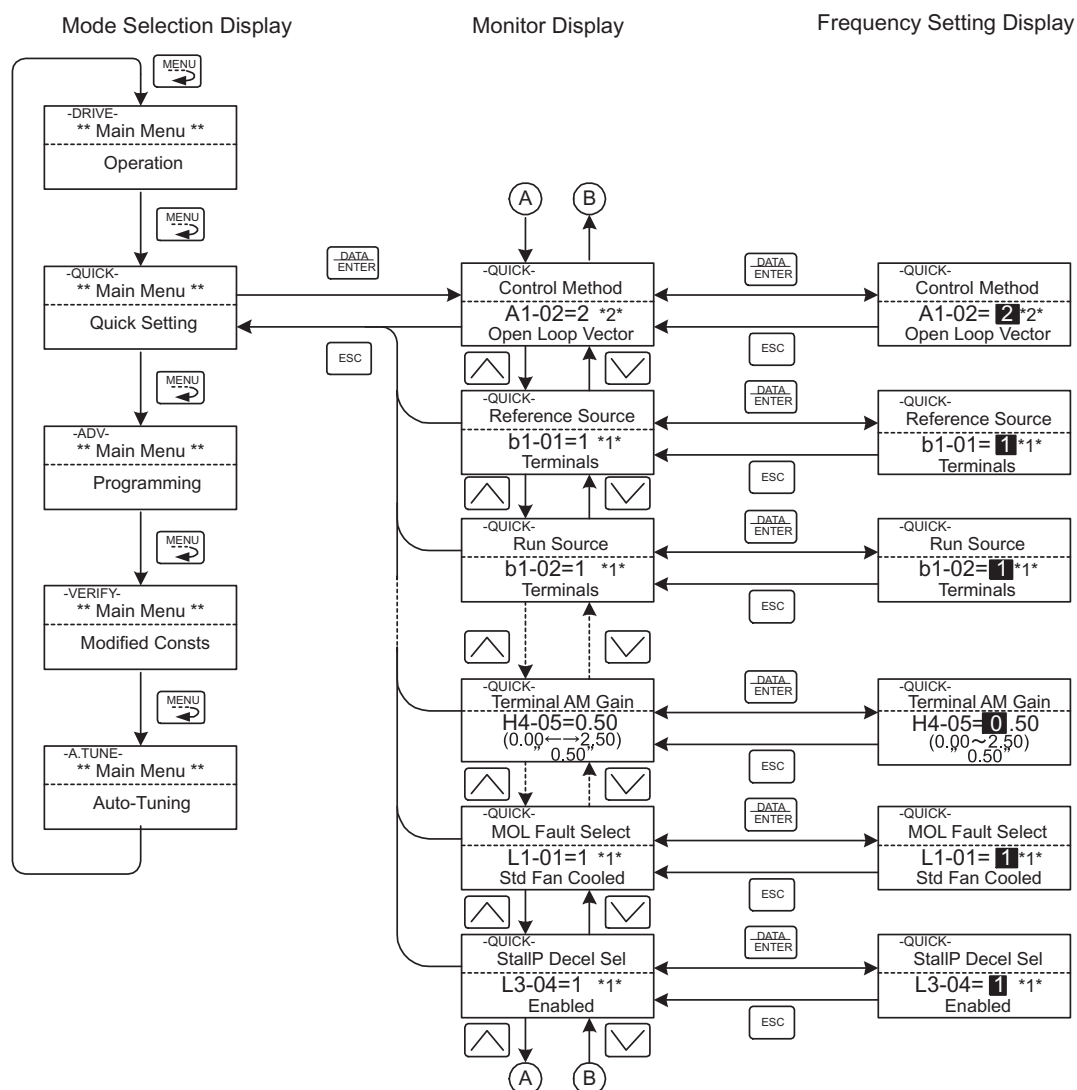 Mode Selection Display
Monitor Display
Frequency Setting Display
MENU
-DRIVE-
** Main Menu **
Operation
MENU
-QUICK-
** Main Menu **
Quick Setting
MENU
-ADV-
** Main Menu **
Programming
MENU
-VERIFY-
** Main Menu **
Modified Consts
MENU
-A.TUNE-
** Main Menu **
Auto-Tuning
DATA
ENTER
ESC
A
B
-QUICK-
Control Method
A1-02=2 *2*
Open Loop Vector
DATA
ENTER
ESC
-QUICK-
Control Method
A1-02= 2 *2*
Open Loop Vector
-QUICK-
Reference Source
b1-01=1 *1*
Terminals
DATA
ENTER
ESC
-QUICK-
Reference Source
b1-01= 1 *1*
Terminals
-QUICK-
Run Source
b1-02=1 *1*
Terminals
DATA
ENTER
ESC
-QUICK-
Run Source
b1-02= 1 *1*
Terminals
-QUICK-
Terminal AM Gain
H4-05=0.50
(0.00←→2.50)
” 0.50”
DATA
ENTER
ESC
-QUICK-
Terminal AM Gain
H4-05= 0 .50
(0.00~2.50)
” 0.50”
-QUICK-
MOL Fault Select
L1-01=1 *1*
Std Fan Cooled
DATA
ENTER
ESC
-QUICK-
MOL Fault Select
L1-01= 1 *1*
Std Fan Cooled
-QUICK-
StallP Decel Sel
L3-04=1 *1*
Enabled
DATA
ENTER
ESC
-QUICK-
StallP Decel Sel
L3-04= 1 *1*
Enabled
A
B